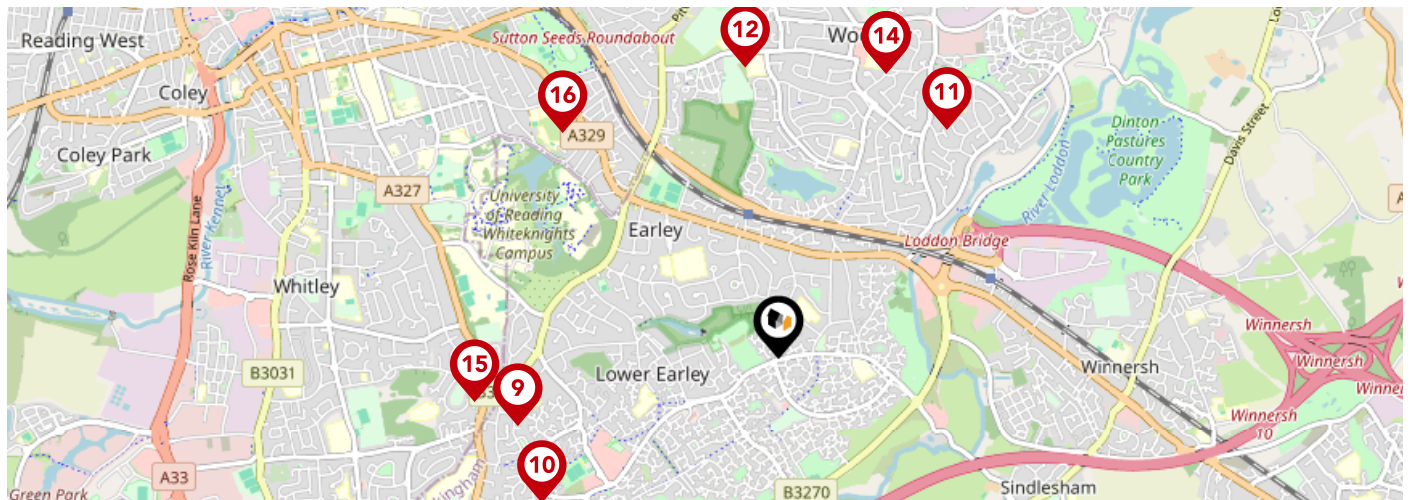 Reading West
Sutton Seeds Roundabout
12
14
Davis Street
Coley
16
11
A329
Dinton
Pastures
Country
Park
Coley Park
A327
River Kennet
Rose Kiln Lane
University
of Reading
Whiteknights
Campus
Earley
River Loddon
Loddon Bridge
Whitley
Winnersh
Winnersh
15
9
B3031
Lower Earley
Winnersh
Winnersh
10
10
A33
Green Park
B3270
Sindlesham